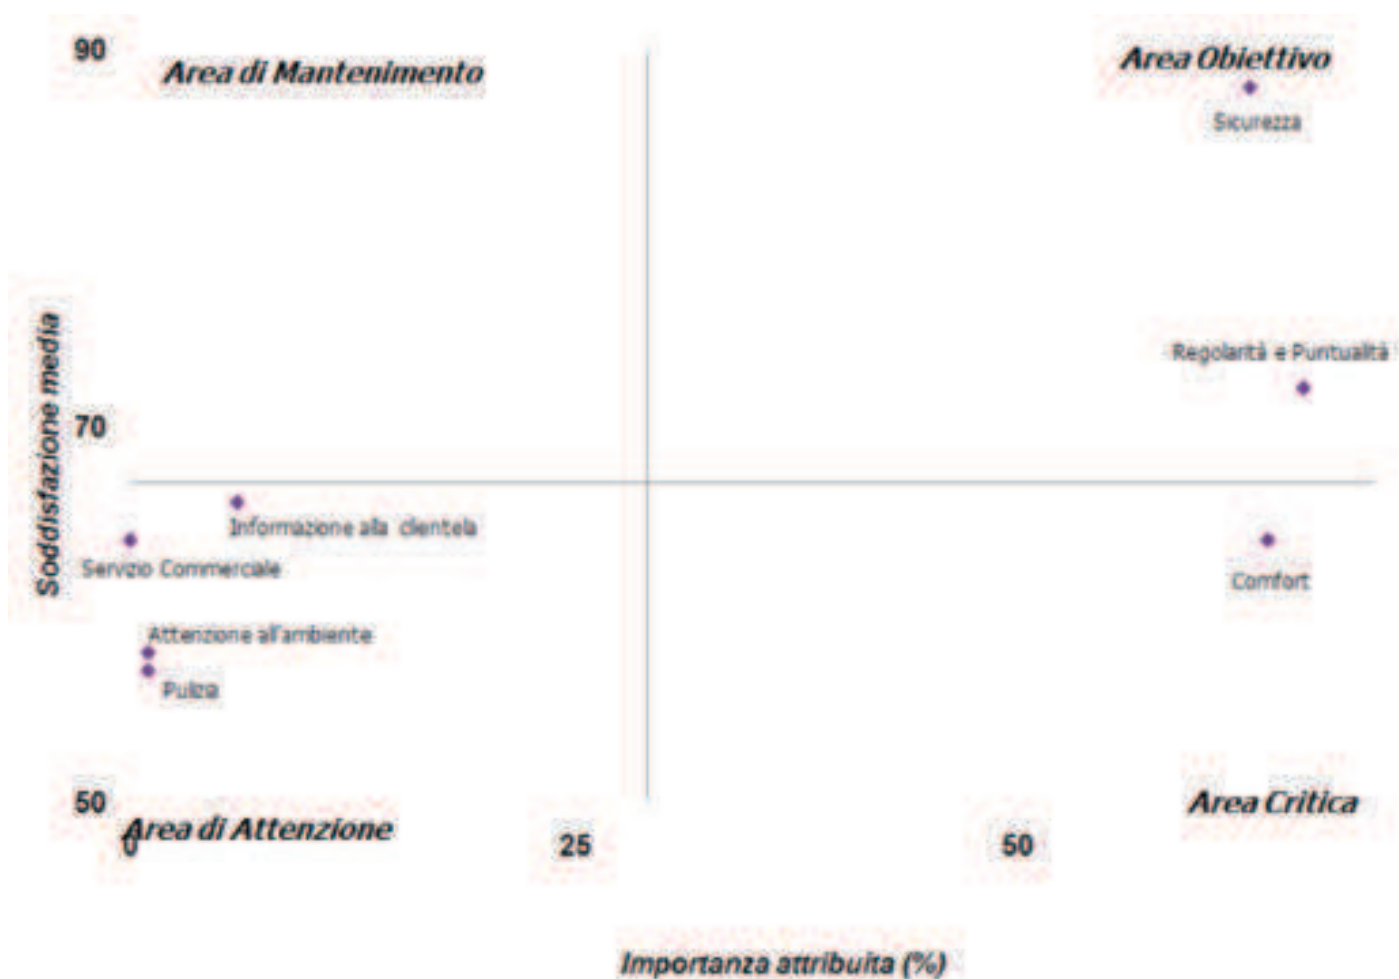 90
Area di Mantenimento
Area Obiettivo
Sicurezza
Regolarità e Puntualità
Soddisfazione media
70
Informazione alla clientela
Servizio Commerciale
Comfort
Attenzione all'ambiente
Pulizia
50
Area di Attenzione
Area Critica
0
25
50
Importanza attribuita (%)